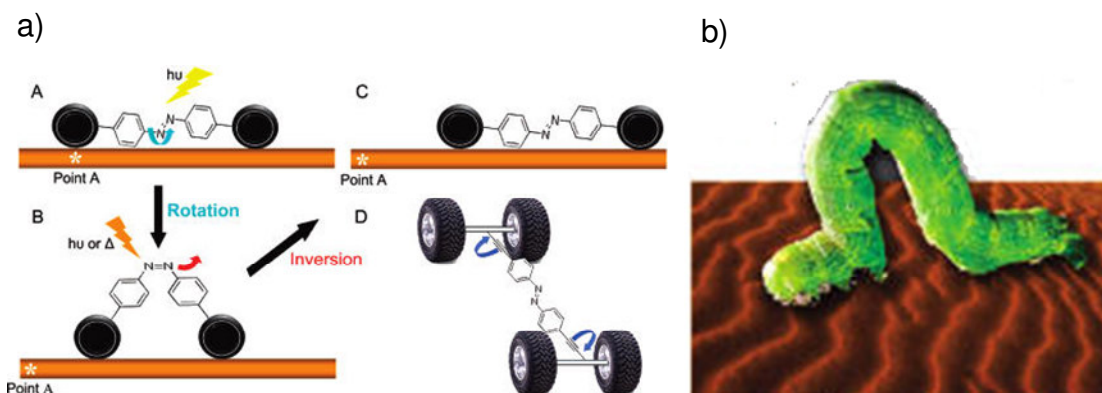 a)
b)
A
hυ
C
N
N
N
N
*
Point A
*
Point A
B
Rotation
D
hυ or Δ
N=N
Inversion
N
N
*
Point A